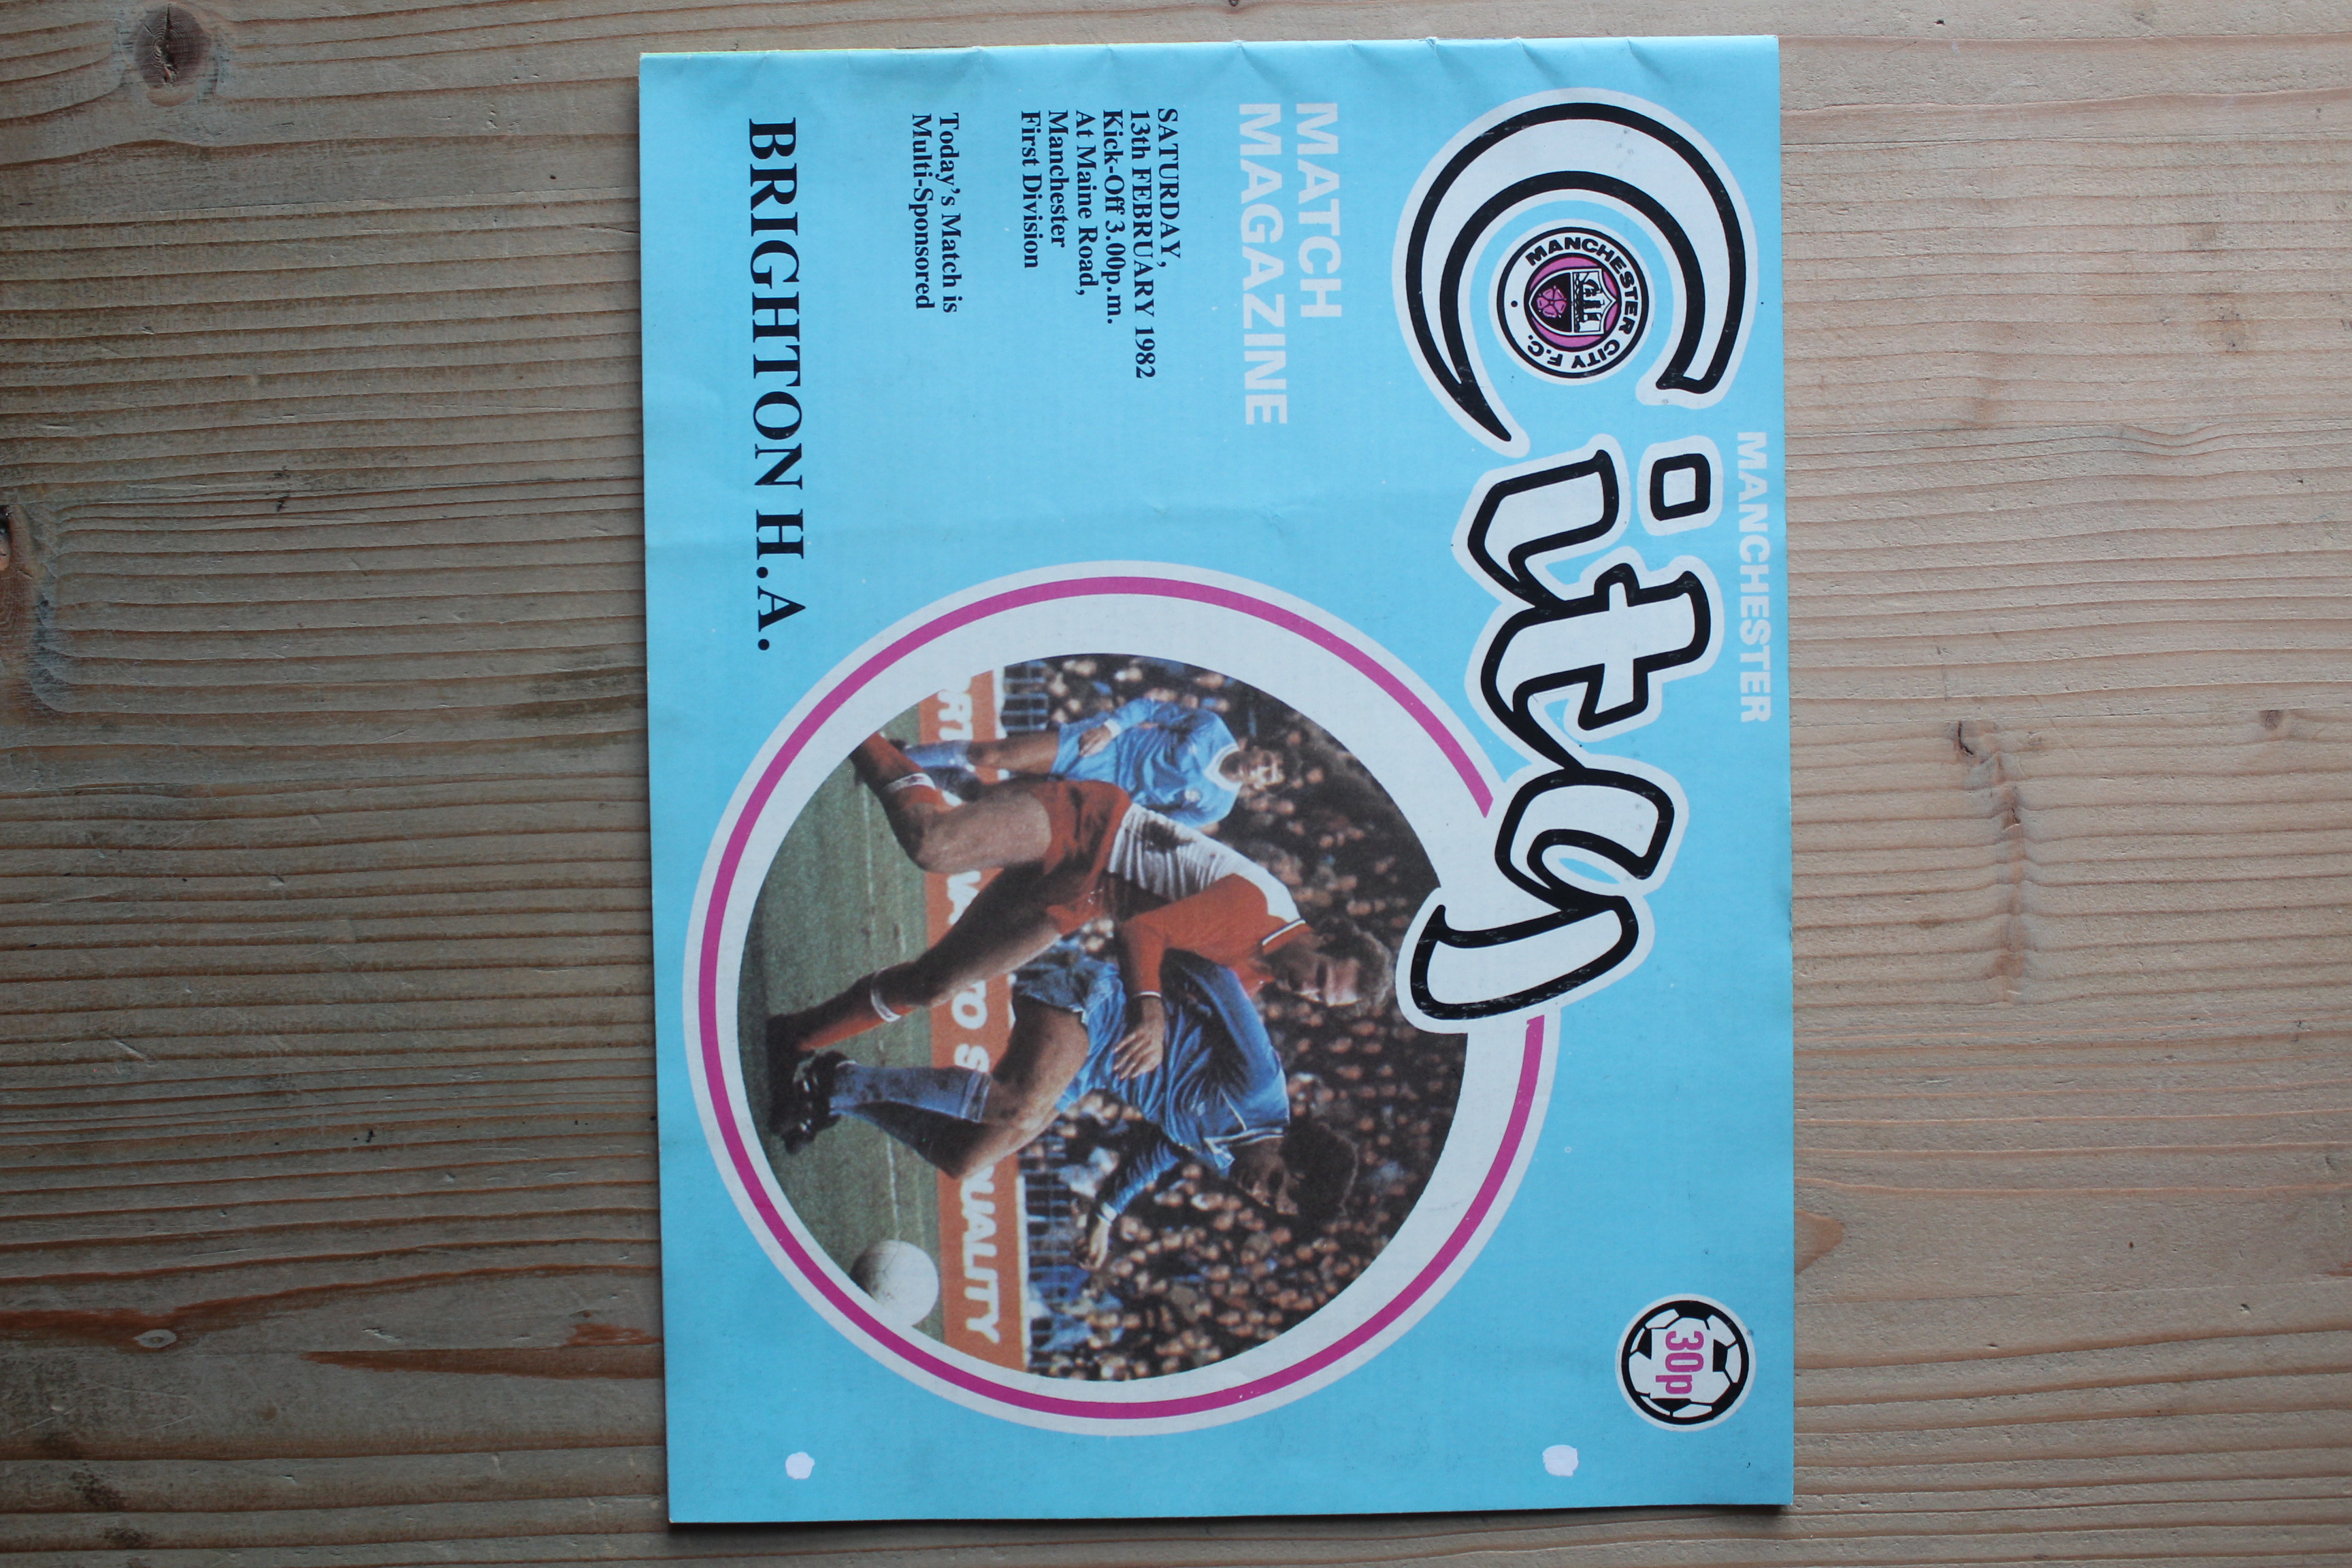 MANCHESTER
City
MANCHESTER CITY F.C.
30p
MATCH
MAGAZINE
SATURDAY,
13th FEBRUARY 1982
Kick-Off 3.00p.m.
At Maine Road,
Manchester
First Division
Today's Match is
Multi-Sponsored
QUALITY
BRIGHTON H.A.